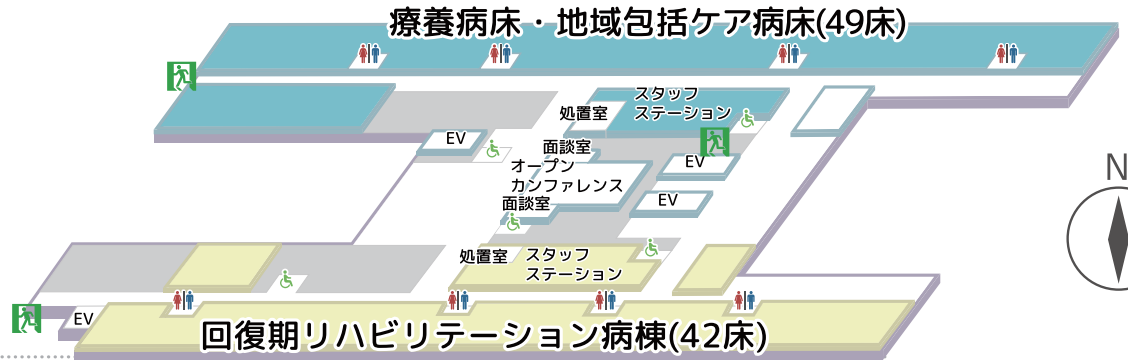 療養病床・地域包括ケア病床(49床)
スタッフ
ステーション
処置室
EV
面談室
EV
オープン
カンファレンス
面談室
EV
N
処置室
スタッフ
ステーション
EV
回復期リハビリテーション病棟(42床)